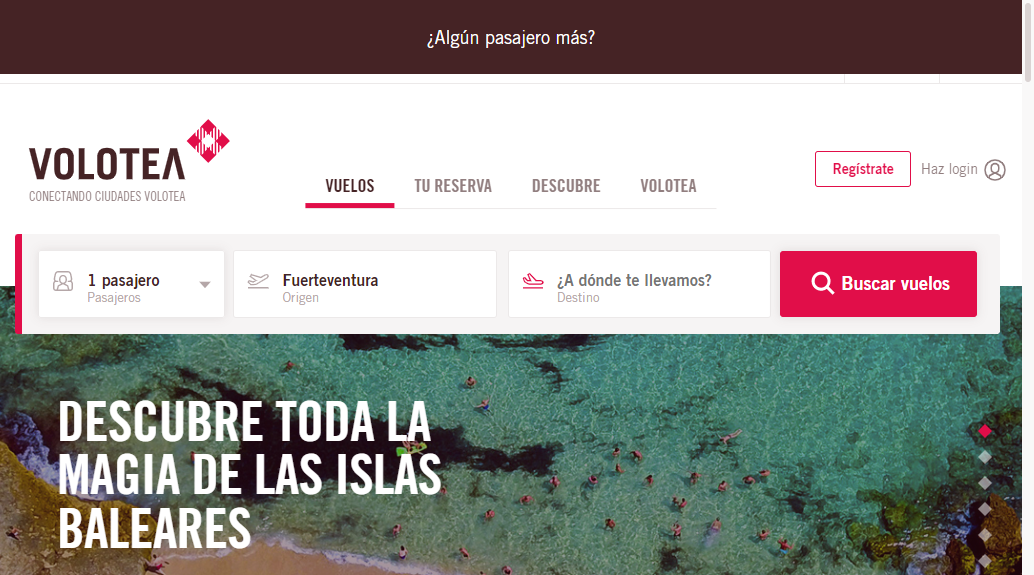 ¿Algún pasajero más?
VOLOTEA
CONECTANDO CIUDADES VOLOTEA
VUELOS
TU RESERVA
DESCUBRE
VOLOTEA
Regístrate
Haz login
1 pasajero
Pasajeros
Fuerteventura
Origen
¿A dónde te llevamos?
Destino
Buscar vuelos
DESCUBRE TODA LA
MAGIA DE LAS ISLAS
BALEARES